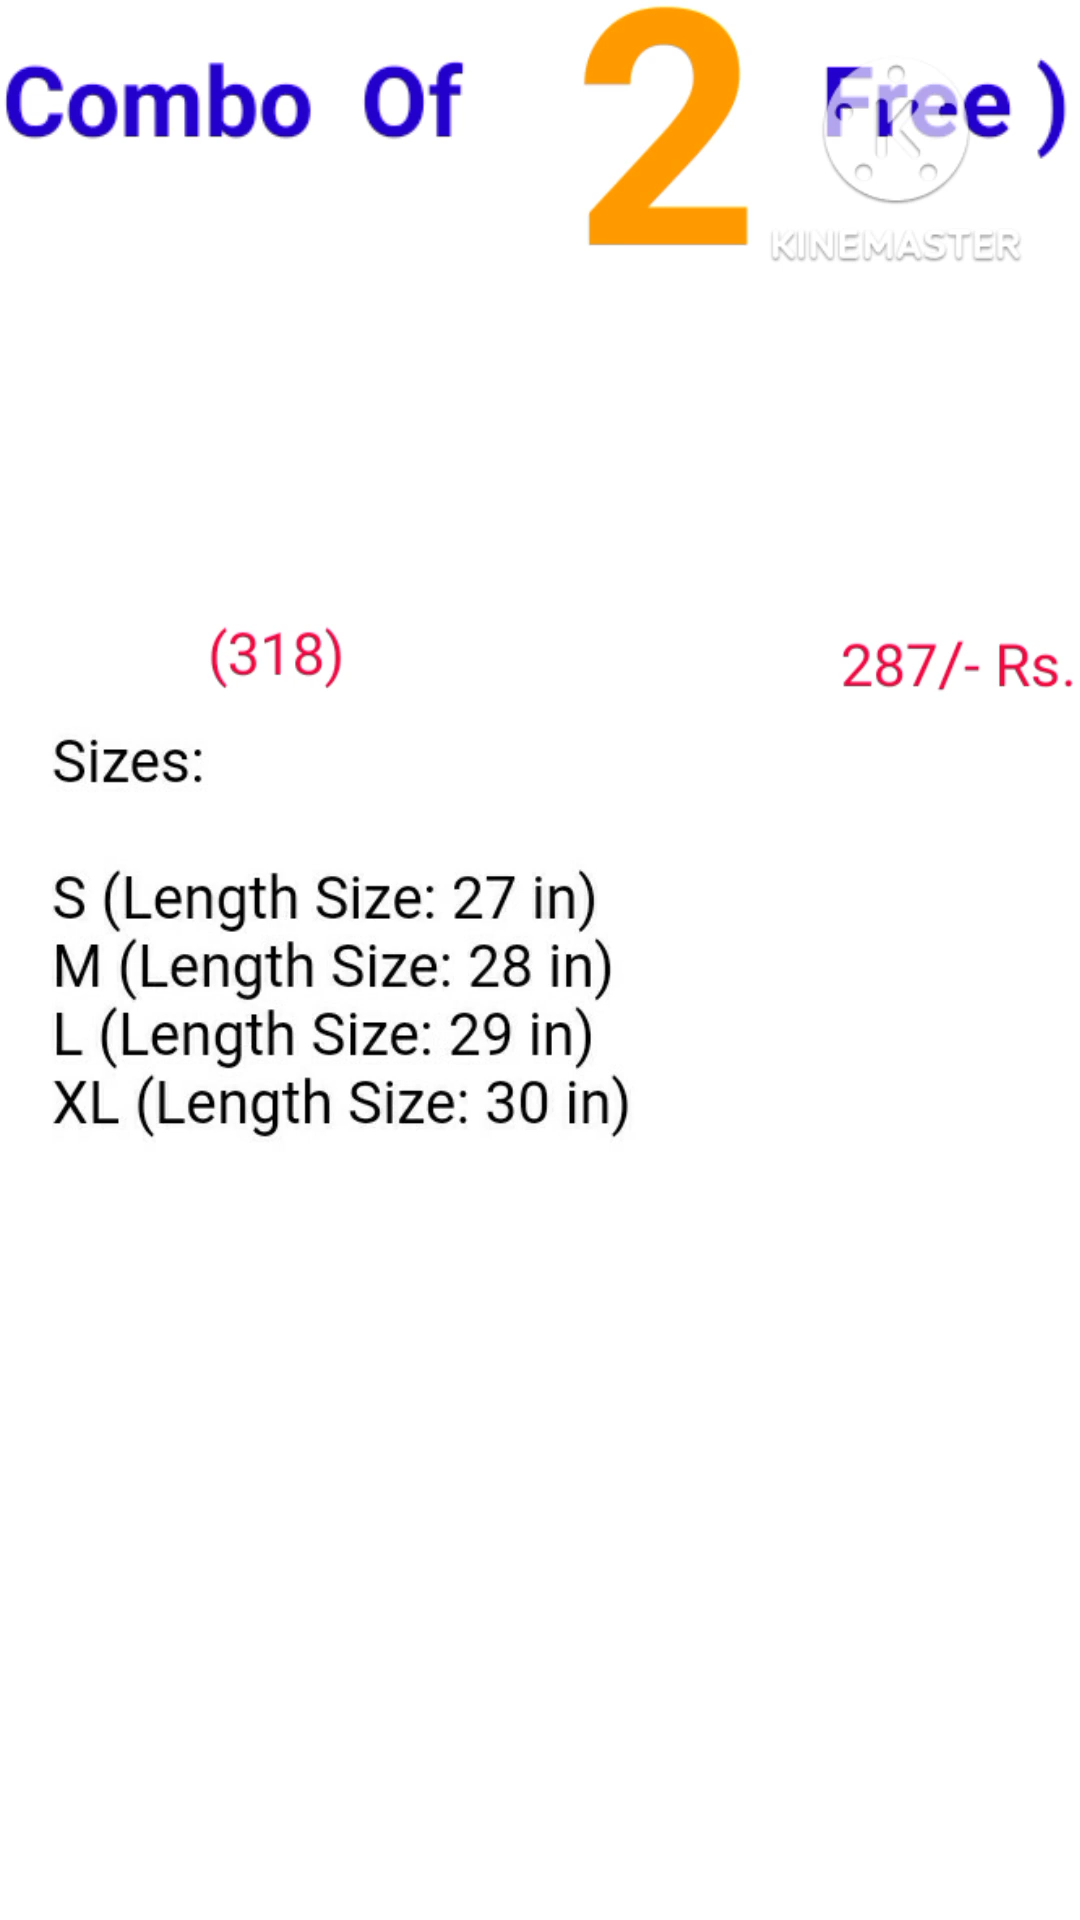 Combo Of 2 Free )
KINEMASTER
(318) 287/- Rs.
Sizes:
S (Length Size: 27 in)
M (Length Size: 28 in)
L (Length Size: 29 in)
XL (Length Size: 30 in)